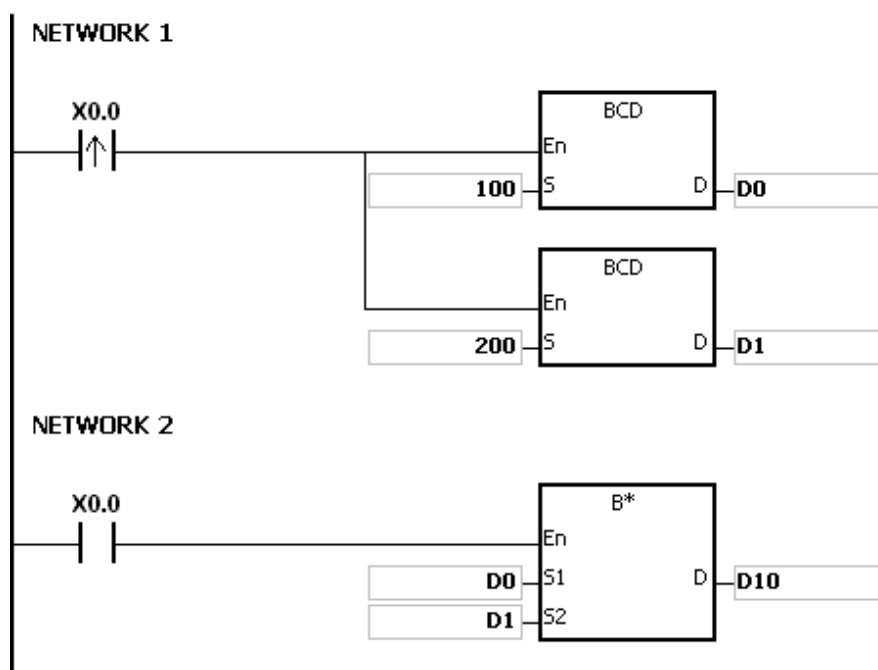 NETWORK 1
X0.0
BCD
En
100 S D D0
BCD
En
200 S D D1
NETWORK 2
X0.0
B*
En
D0 S1 D D10
D1 S2